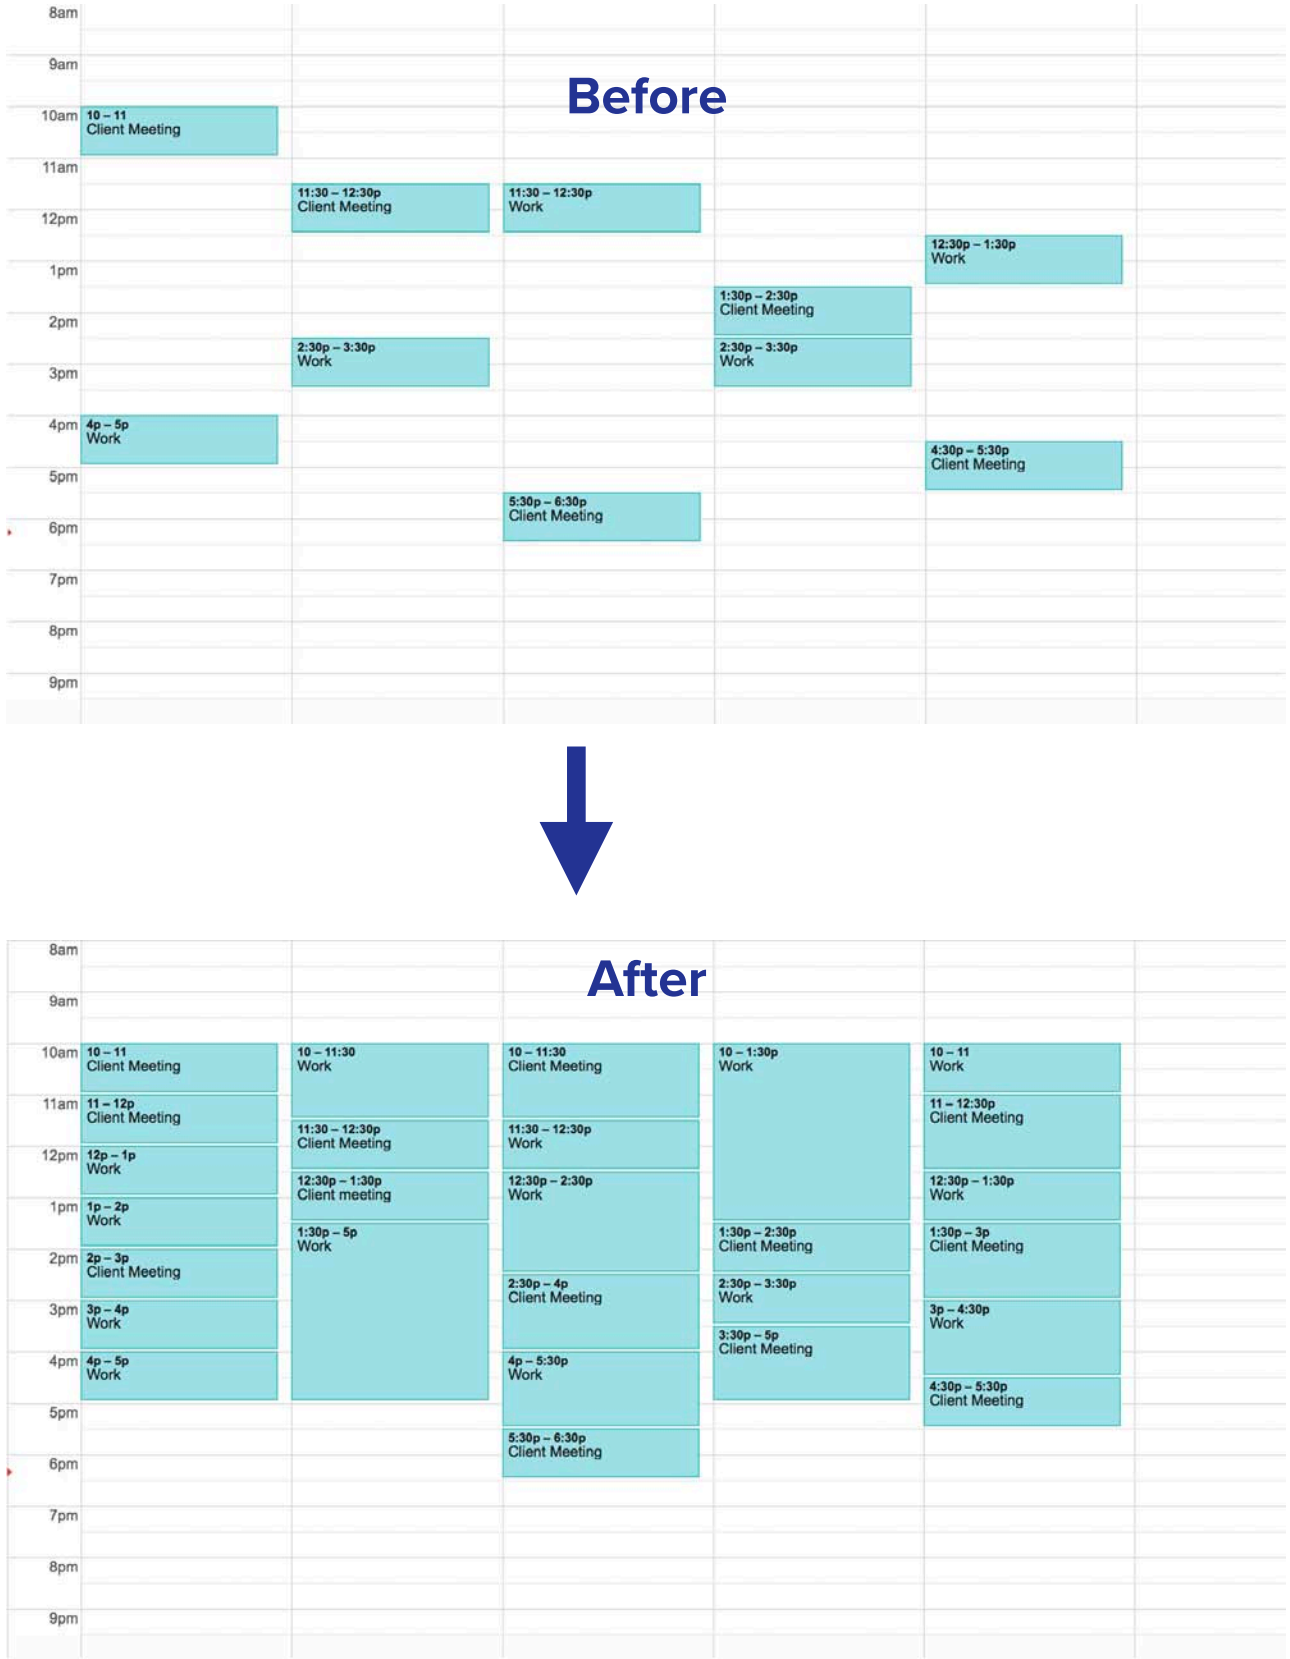 Before
8am
9am
10am
11am
12pm
1pm
2pm
3pm
4pm
5pm
6pm
7pm
8pm
9pm
10 – 11
Client Meeting
4p – 5p
Work
11:30 – 12:30p
Client Meeting
2:30p – 3:30p
Work
11:30 – 12:30p
Work
5:30p – 6:30p
Client Meeting
1:30p – 2:30p
Client Meeting
2:30p – 3:30p
Work
12:30p – 1:30p
Work
4:30p – 5:30p
Client Meeting
After
8am
9am
10am
11am
12pm
1pm
2pm
3pm
4pm
5pm
6pm
7pm
8pm
9pm
10 – 11
Client Meeting
11 – 12p
Client Meeting
12p – 1p
Work
1p – 2p
Work
2p – 3p
Client Meeting
3p – 4p
Work
4p – 5p
Work
10 – 11:30
Work
11:30 – 12:30p
Client Meeting
12:30p – 1:30p
Client meeting
1:30p – 5p
Work
10 – 11:30
Client Meeting
11:30 – 12:30p
Work
12:30p – 2:30p
Work
2:30p – 4p
Client Meeting
4p – 5:30p
Work
5:30p – 6:30p
Client Meeting
10 – 1:30p
Work
1:30p – 2:30p
Client Meeting
2:30p – 3:30p
Work
3:30p – 5p
Client Meeting
10 – 11
Work
11 – 12:30p
Client Meeting
12:30p – 1:30p
Work
1:30p – 3p
Client Meeting
3p – 4:30p
Work
4:30p – 5:30p
Client Meeting